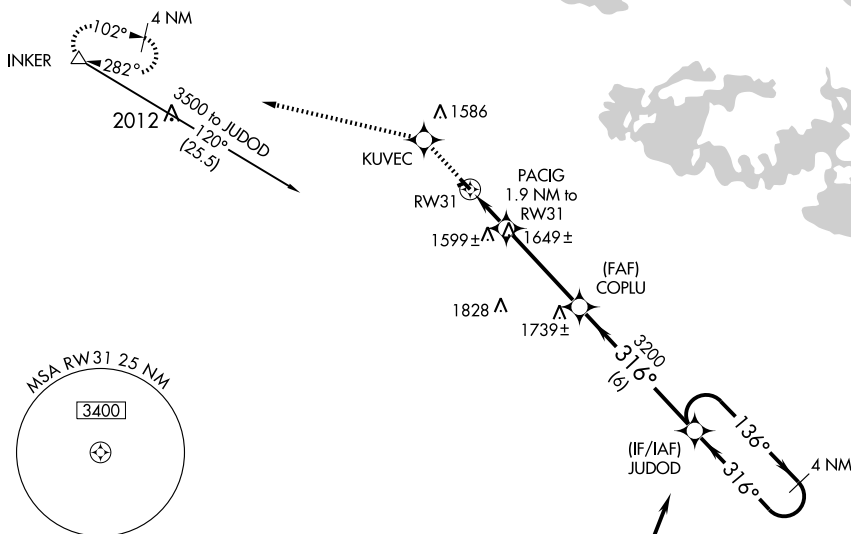 4 NM
102°
INKER
282°
3500 to JUDOD
2012
120°
(25.5)
1586
KUVEC
PACIG
1.9 NM to
RW31
RW31
1599±
1649±
(FAF)
COPLU
1828
1739±
3200
316°
(6)
MSA RW31 25 NM
3400
136°
(IF/IAF)
JUDOD
316°
4 NM